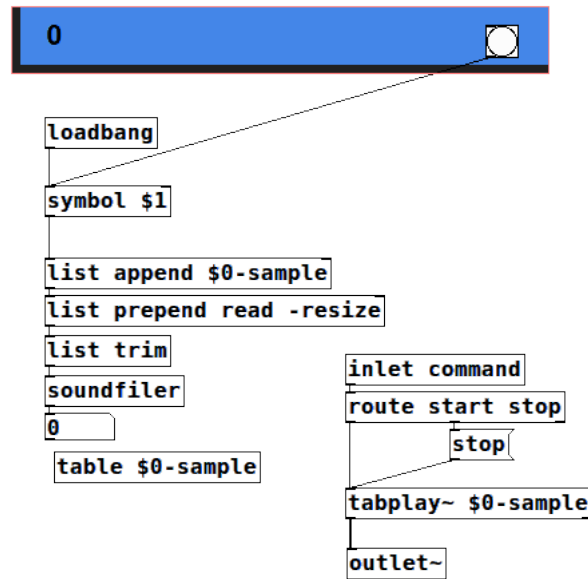 0
loadbang
symbol $1
list append $0-sample
list prepend read -resize
list trim
soundfiler
0
table $0-sample
inlet command
route start stop
stop
tabplay~ $0-sample
outlet~